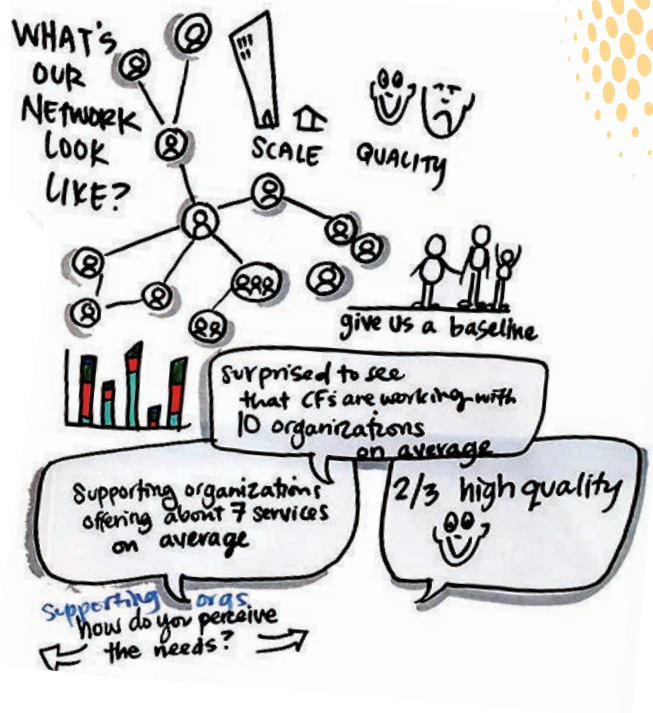 WHAT'S
OUR
NETWORK
LOOK
LIKE?
SCALE
QUALITY
give us a baseline
Surprised to see
that CFs are working with
10 organizations
on average
Supporting organizations
offering about 7 services
on average
2/3 high quality
supporting orgs
how do you perceive
the needs?